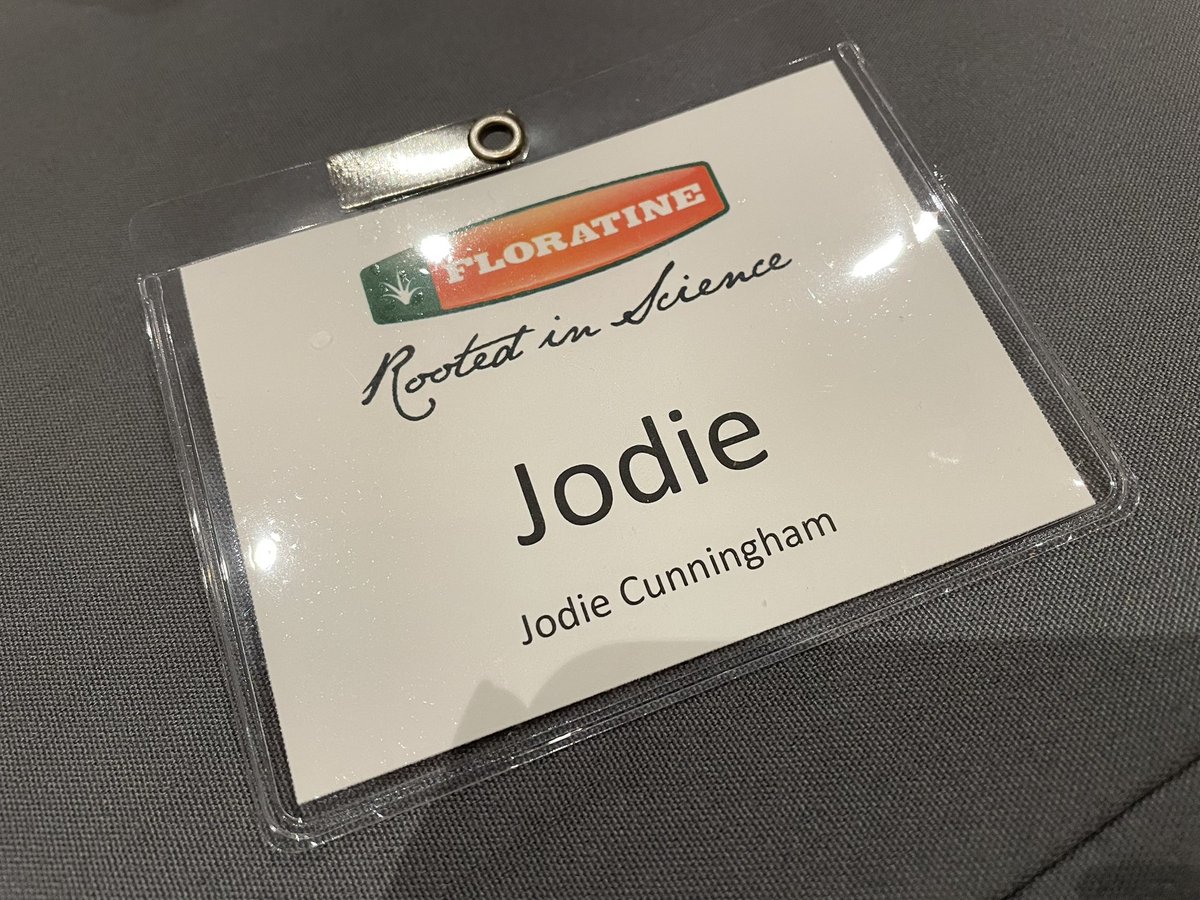 FLORATINE
Rooted in Science
Jodie
Jodie Cunningham